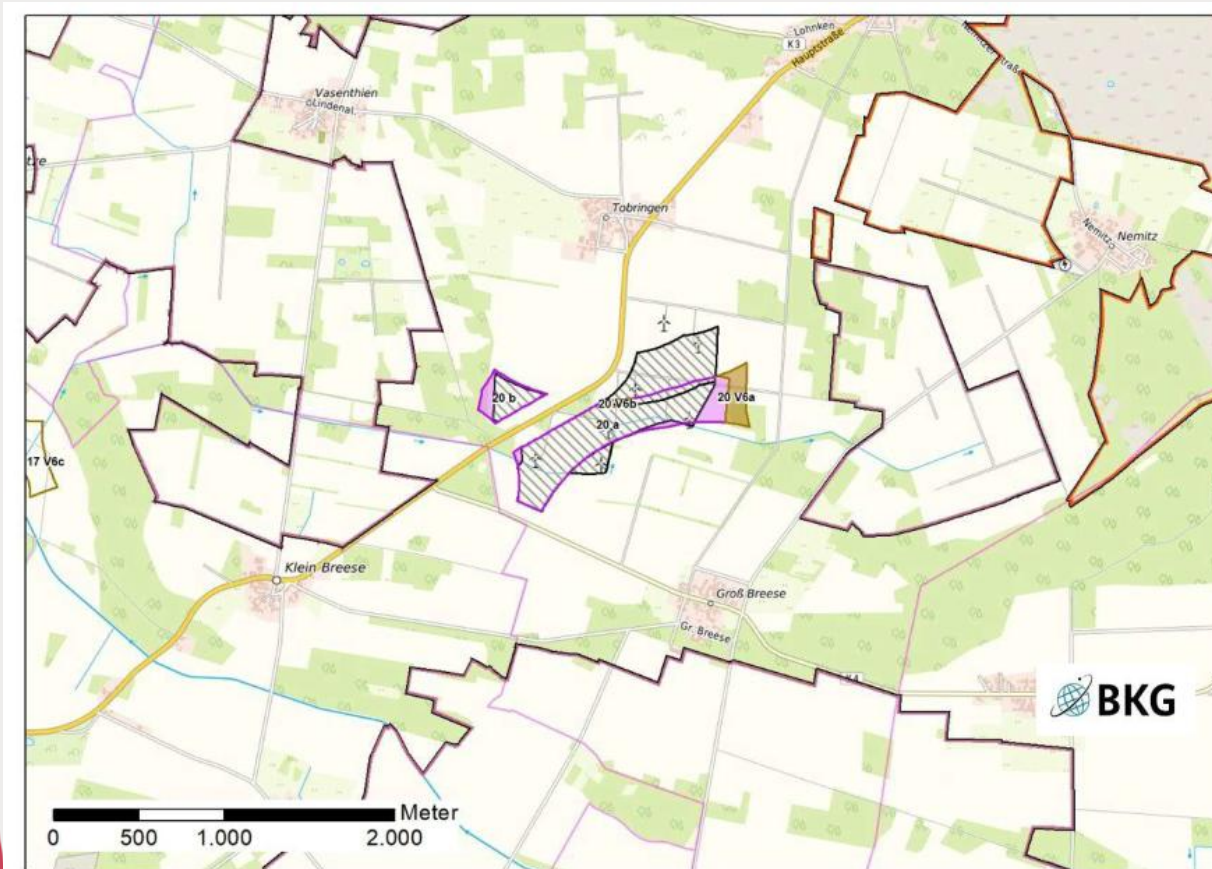 Lohnken
K3
Hauptstraße
Vasenthien
Lindenal.
Tobringen
Nemitz
Nemitz
20 b
20 V6b
20 V6a
20 a
17 V6c
Klein Breese
Groß Breese
Gr. Breese
K4
BKG
Meter
0 500 1.000 2.000